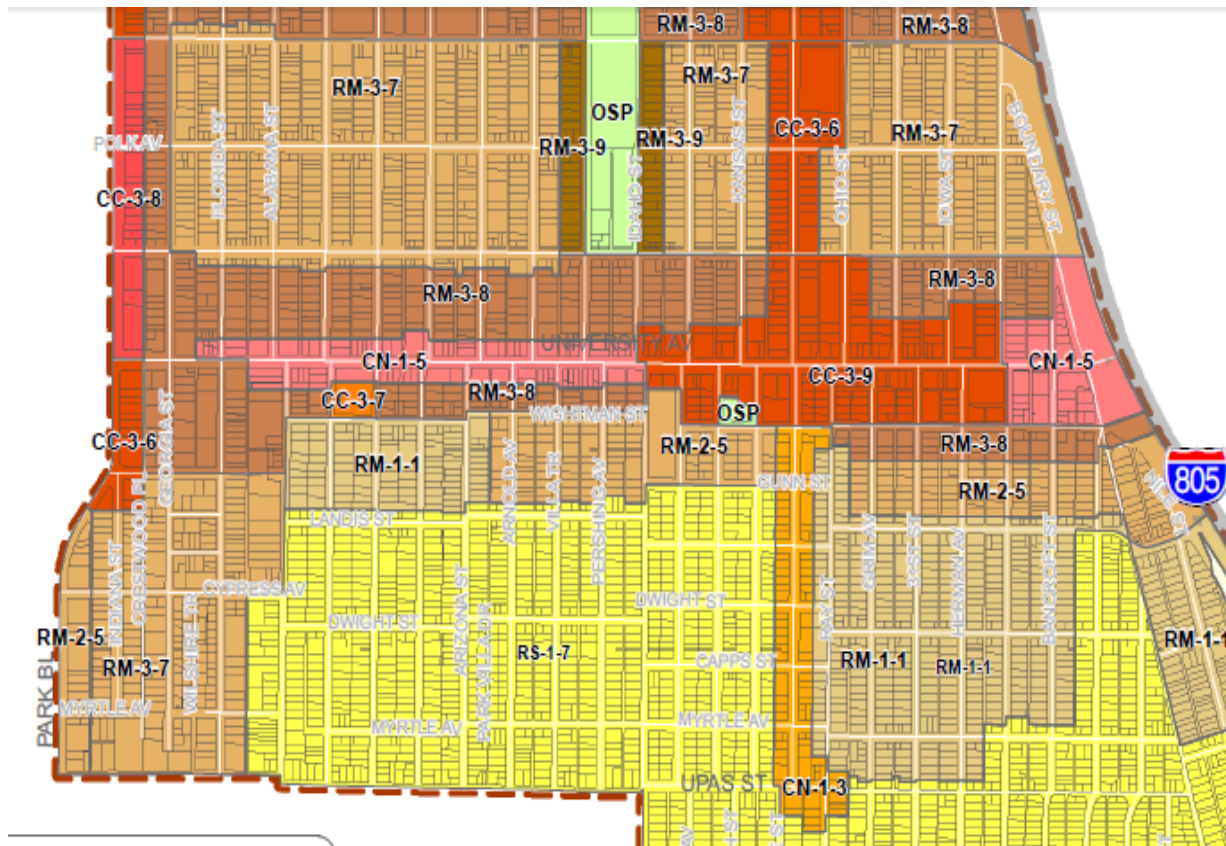 RM-3-8
RM-3-8
RM-3-7
RM-3-7
OSP
CC-3-6
RM-3-7
POLK AV
FLORIDA ST
ALABAMA ST
RM-3-9
RM-3-9
IDAHO ST
KANSAS ST
OHIO ST
IOWA ST
BOUNDARY ST
CC-3-8
RM-3-8
RM-3-8
UNIVERSITY AV
CN-1-5
CC-3-9
CN-1-5
CC-3-7
RM-3-8
WIGHTMAN ST
OSP
CC-3-6
GEORGIA ST
RM-1-1
ARNOLD AV
VILLA TR
PERSHING AV
RM-2-5
RM-3-8
GUNN ST
RM-2-5
805
NILE ST
LANDIS ST
INDIANA ST
CRESTWOOD PL
CYPRESS AV
WILSHIRE TR
DWIGHT ST
ARIZONA ST
PARK VILLA DR
DWIGHT ST
RAY ST
GRIM AV
31ST ST
HERMAN AV
BANCROFT ST
RM-2-5
RM-3-7
RS-1-7
CAPPS ST
RM-1-1
RM-1-1
RM-1-1
PARK BL
MYRTLE AV
MYRTLE AV
MYRTLE AV
UPAS ST
CN-1-3
AV
ST
ST